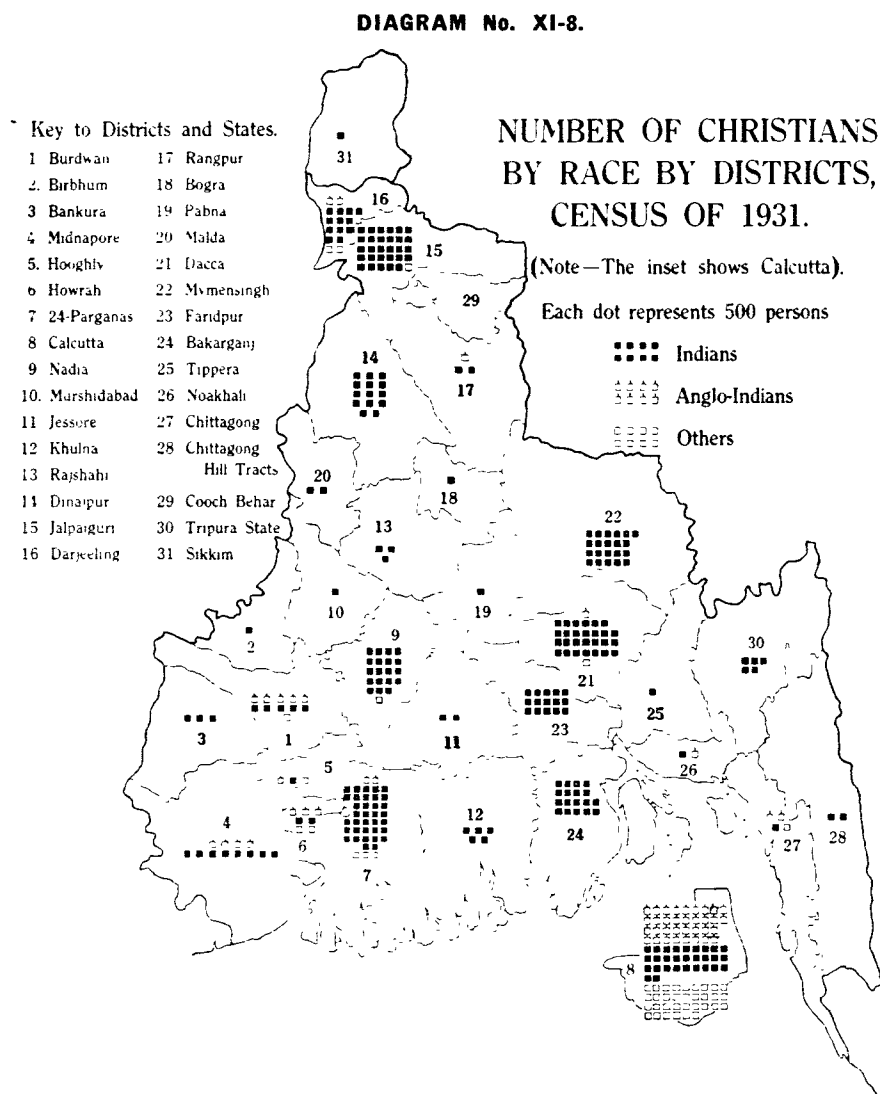 DIAGRAM No. XI-8.
NUMBER OF CHRISTIANS
BY RACE BY DISTRICTS,
CENSUS OF 1931.
(Note—The inset shows Calcutta).
Each dot represents 500 persons
Indians
Anglo-Indians
Others
Key to Districts and States.
1 Burdwan
2. Birbhum
3 Bankura
4 Midnapore
5. Hooghly
6 Howrah
7 24-Parganas
8 Calcutta
9 Nadia
10. Murshidabad
11 Jessore
12 Khulna
13 Rajshahi
14 Dinajpur
15 Jalpaiguri
16 Darjeeling
17 Rangpur
18 Bogra
19 Pabna
20 Malda
21 Dacca
22 Mymensingh
23 Faridpur
24 Bakarganj
25 Tippera
26 Noakhali
27 Chittagong
28 Chittagong
Hill Tracts
29 Cooch Behar
30 Tripura State
31 Sikkim
31
16
15
29
14
17
20
18
13
22
10
19
2
9
21
30
3
1
11
23
25
5
26
4
6
7
12
24
27
28
8